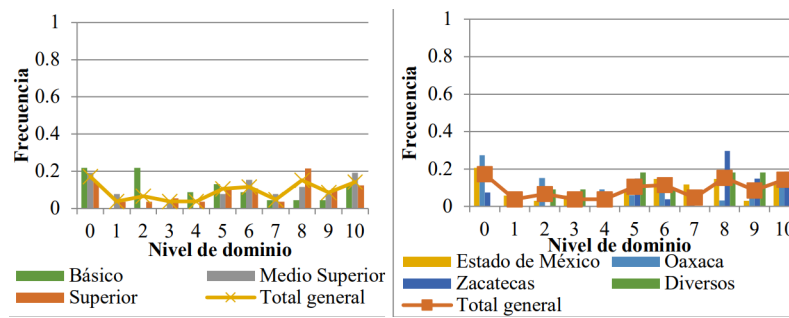 1
0.8
0.6
0.4
0.2
0
Frecuencia
0 1 2 3 4 5 6 7 8 9 10
Nivel de dominio
Básico Medio Superior
Superior Total general
1
0.8
0.6
0.4
0.2
0
Frecuencia
0 1 2 3 4 5 6 7 8 9 10
Nivel de dominio
Estado de México Oaxaca
Zacatecas Diversos
Total general